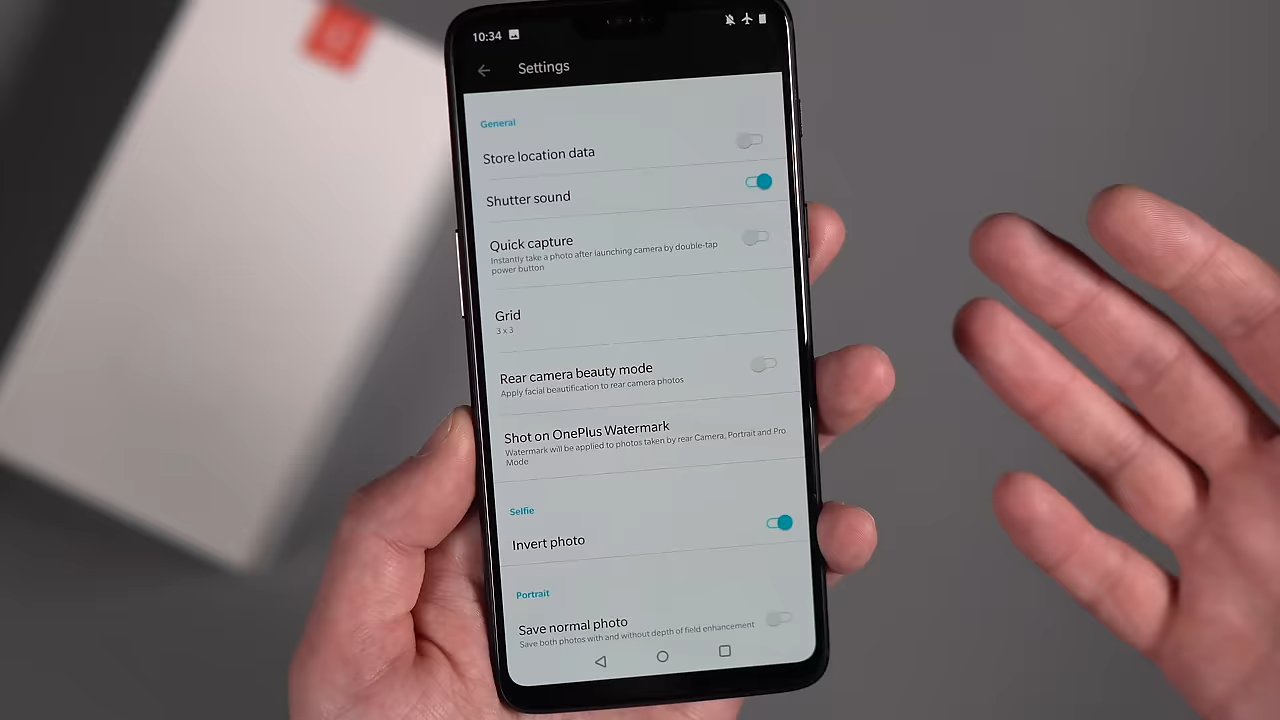 10:34
Settings
General
Store location data
Shutter sound
Quick capture
Instantly take a photo after launching camera by double-tap
power button
Grid
3 x 3
Rear camera beauty mode
Apply facial beautification to rear camera photos
Shot on OnePlus Watermark
Watermark will be applied to photos taken by rear Camera, Portrait and Pro
Mode
Selfie
Invert photo
Portrait
Save normal photo
Save both photos with and without depth of field enhancement